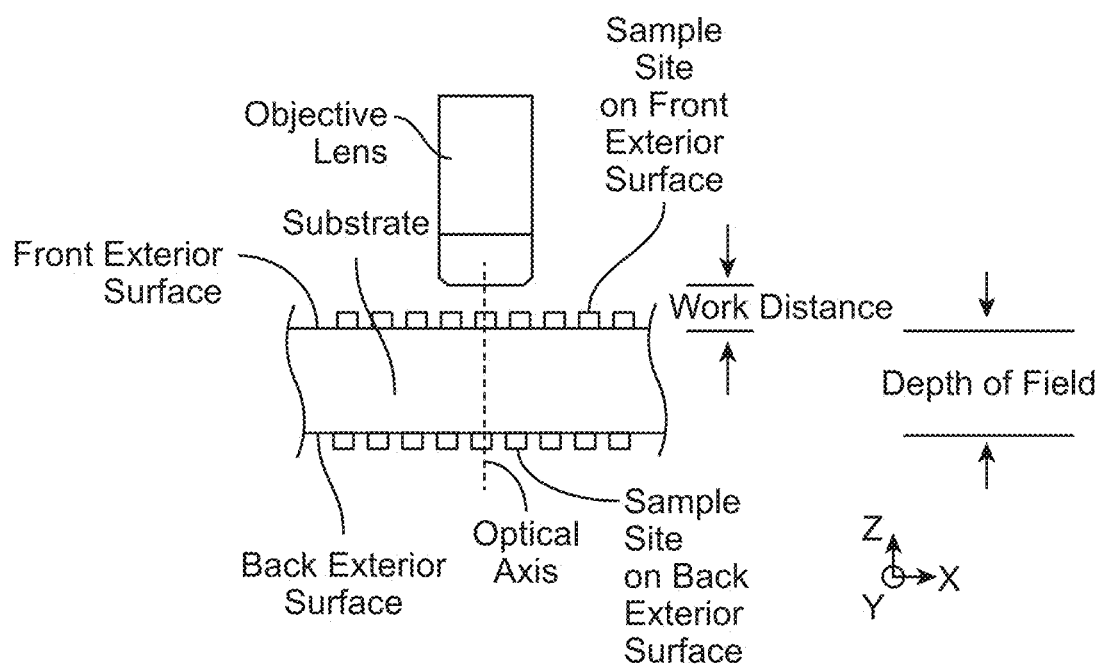 Sample
Site
on Front
Exterior
Surface
Objective
Lens
Substrate
Front Exterior
Surface
Work Distance
Depth of Field
Back Exterior
Surface
Optical
Axis
Sample
Site
on Back
Exterior
Surface
Z
X
Y